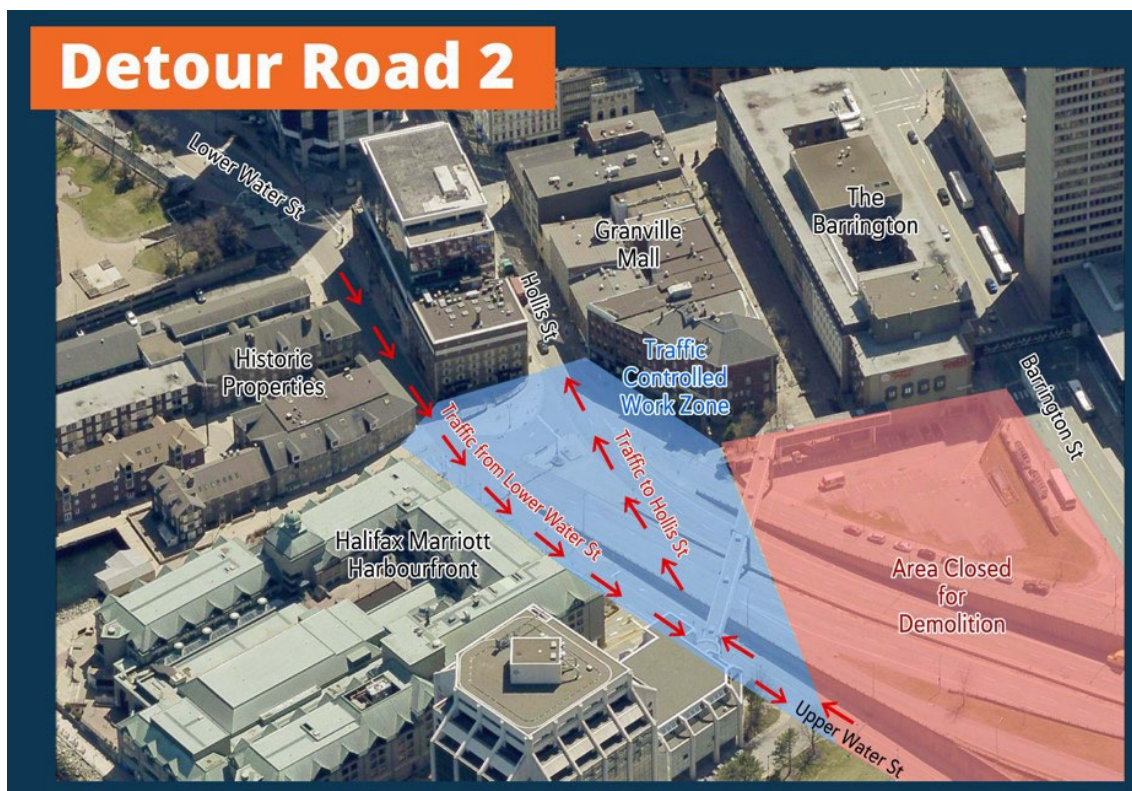 Detour Road 2
Lower Water St
The
Barrington
Granville
Mall
Hollis St
Historic
Properties
Traffic
Controlled
Work Zone
Barrington St
Traffic from Lower Water St
Traffic to Hollis St
Halifax Marriott
Harbourfront
Area Closed
for
Demolition
Upper Water St